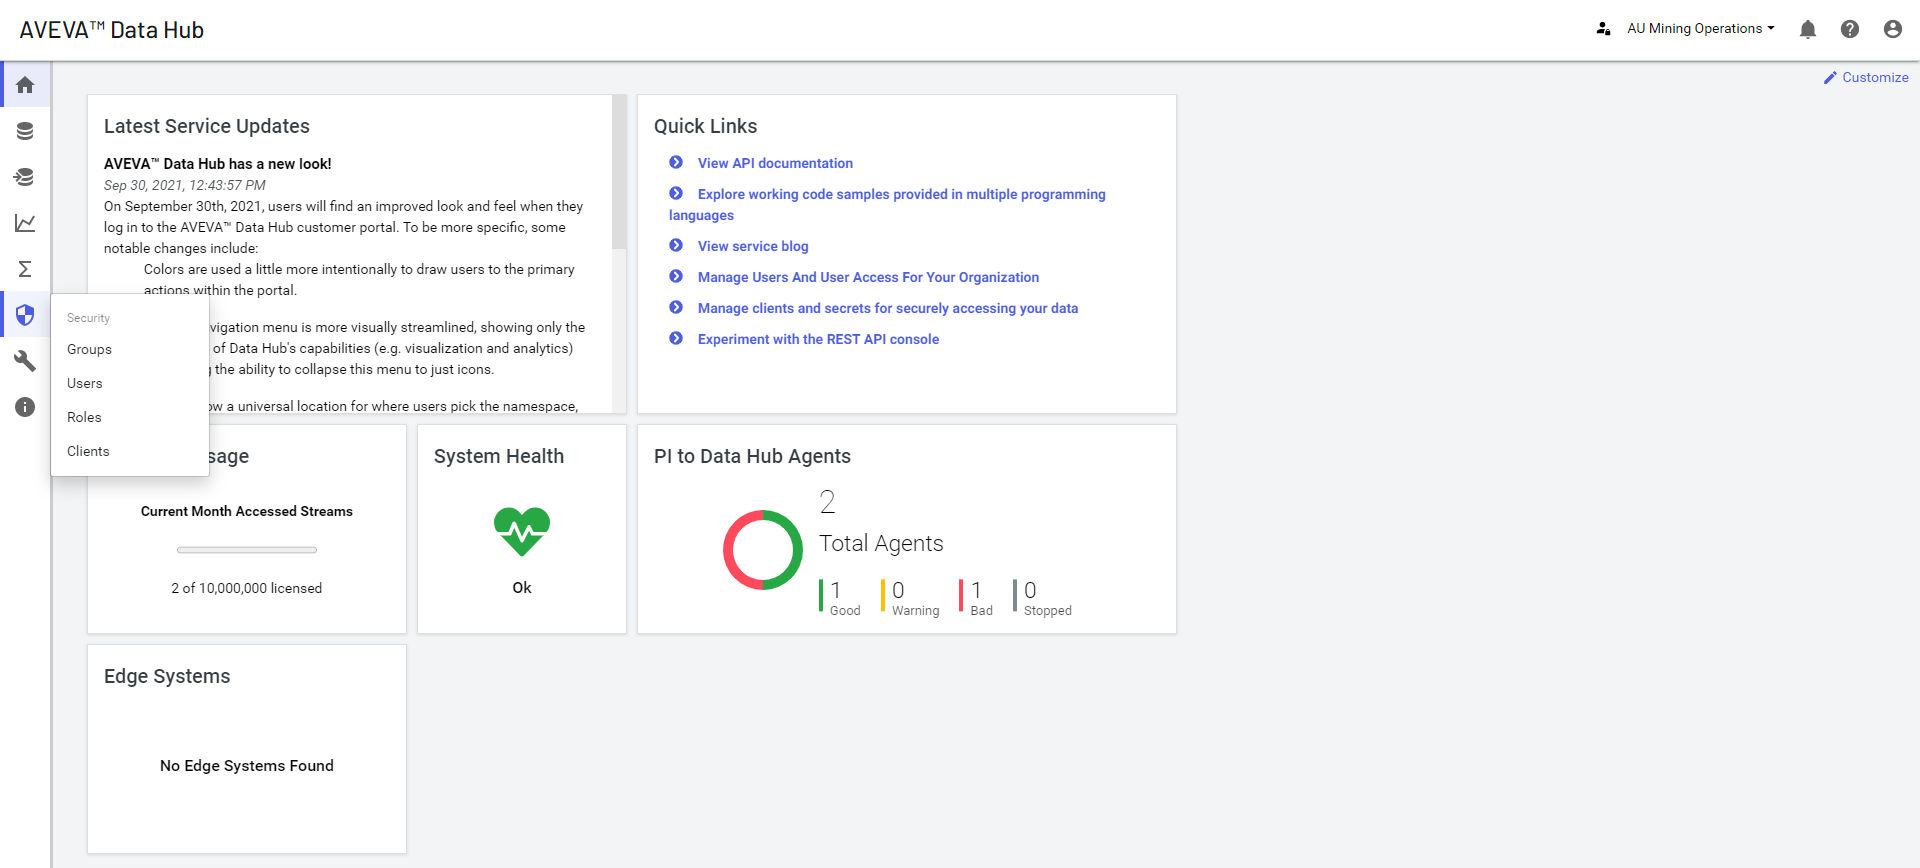 AVEVA™ Data Hub
AU Mining Operations
Customize
Latest Service Updates
AVEVA™ Data Hub has a new look!
Sep 30, 2021, 12:43:57 PM
On September 30th, 2021, users will find an improved look and feel when they
log in to the AVEVA™ Data Hub customer portal. To be more specific, some
notable changes include:
Colors are used a little more intentionally to draw users to the primary
actions within the portal.
vigation menu is more visually streamlined, showing only the
of Data Hub's capabilities (e.g. visualization and analytics)
the ability to collapse this menu to just icons.
a universal location for where users pick the namespace,
Security
Groups
Users
Roles
Clients
Quick Links
View API documentation
Explore working code samples provided in multiple programming
languages
View service blog
Manage Users And User Access For Your Organization
Manage clients and secrets for securely accessing your data
Experiment with the REST API console
sage
Current Month Accessed Streams
2 of 10,000,000 licensed
System Health
Ok
PI to Data Hub Agents
2
Total Agents
1
Good
0
Warning
1
Bad
0
Stopped
Edge Systems
No Edge Systems Found